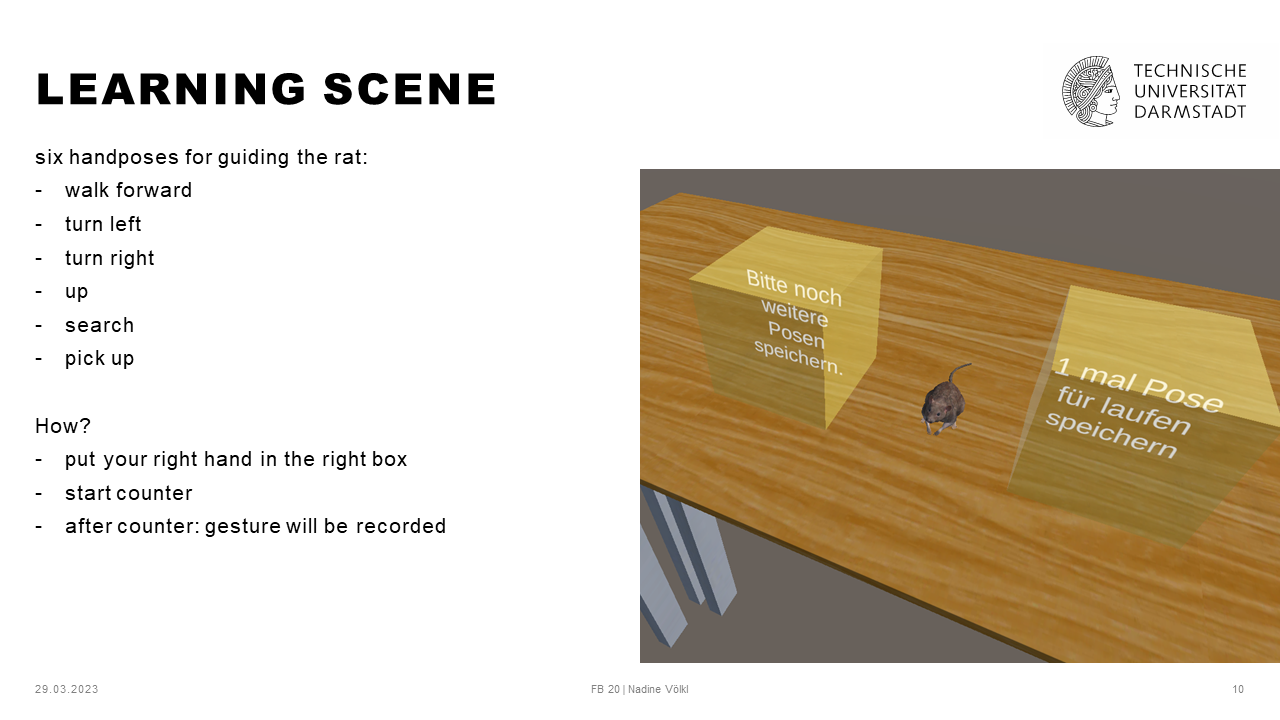 LEARNING SCENE
TECHNISCHE
UNIVERSITÄT
DARMSTADT
six handposes for guiding the rat:
- walk forward
- turn left
- turn right
- up
- search
- pick up
How?
- put your right hand in the right box
- start counter
- after counter: gesture will be recorded
Bitte noch
weitere
Posen
speichern.
1 mal Pose
für laufen
speichern
29.03.2023
FB 20 | Nadine Völkl
10